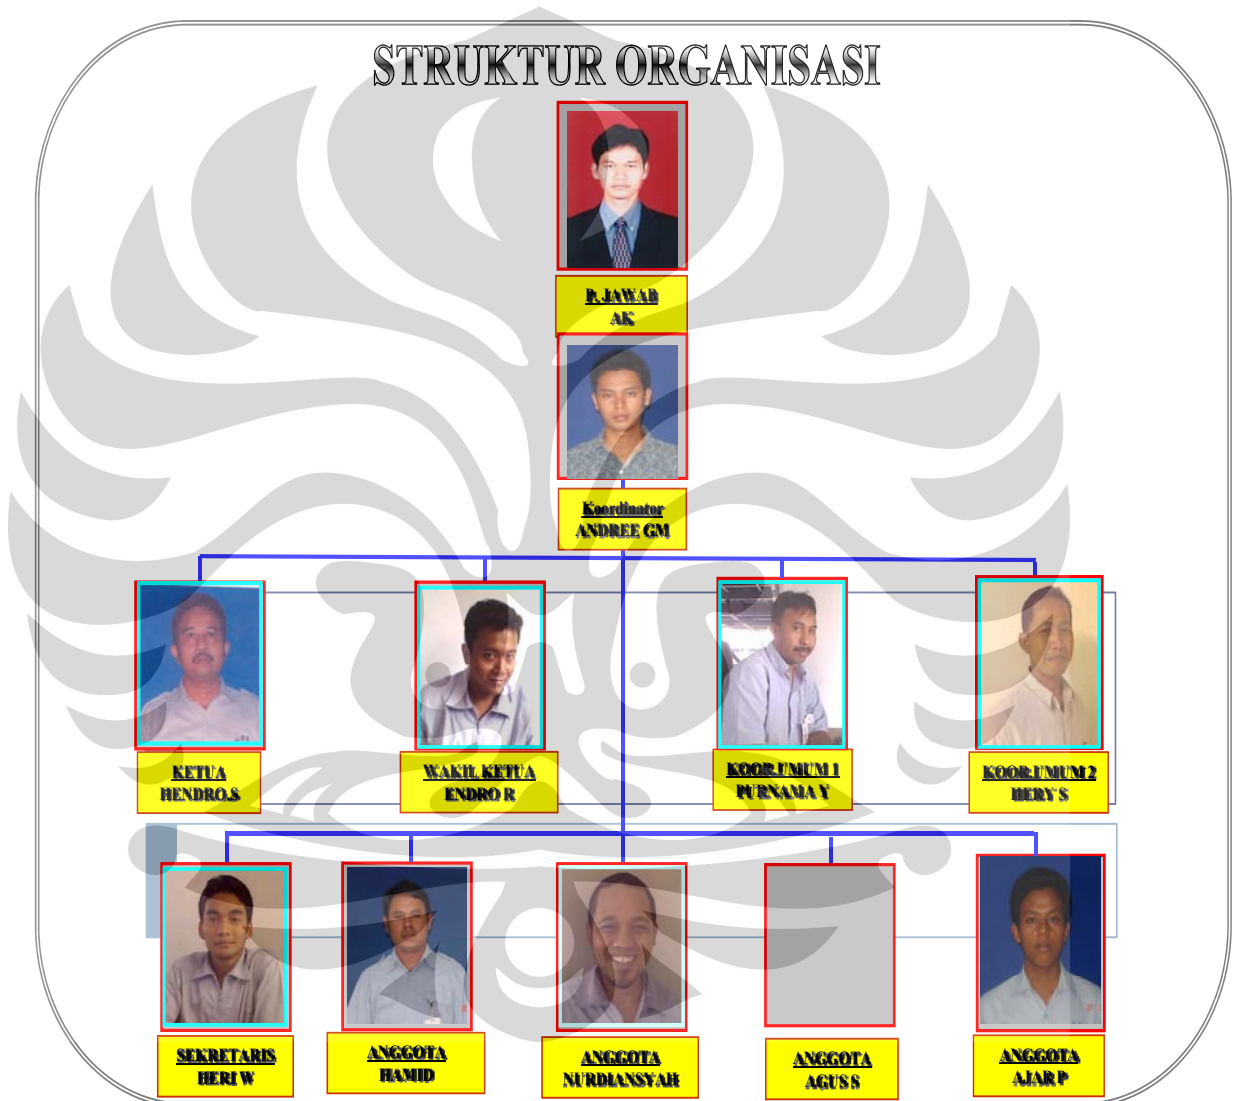 STRUKTUR ORGANISASI
P. JAWAB
AK
Koordinator
ANDREE GM
KETUA
HENDRO.S
WAKIL KETUA
ENDRO R
KOOR.UMUM 1
PURNAMA Y
KOOR.UMUM 2
HERY S
SEKRETARIS
HERI W
ANGGOTA
HAMID
ANGGOTA
NURDIANSYAH
ANGGOTA
AGUS S
ANGGOTA
AJAR P